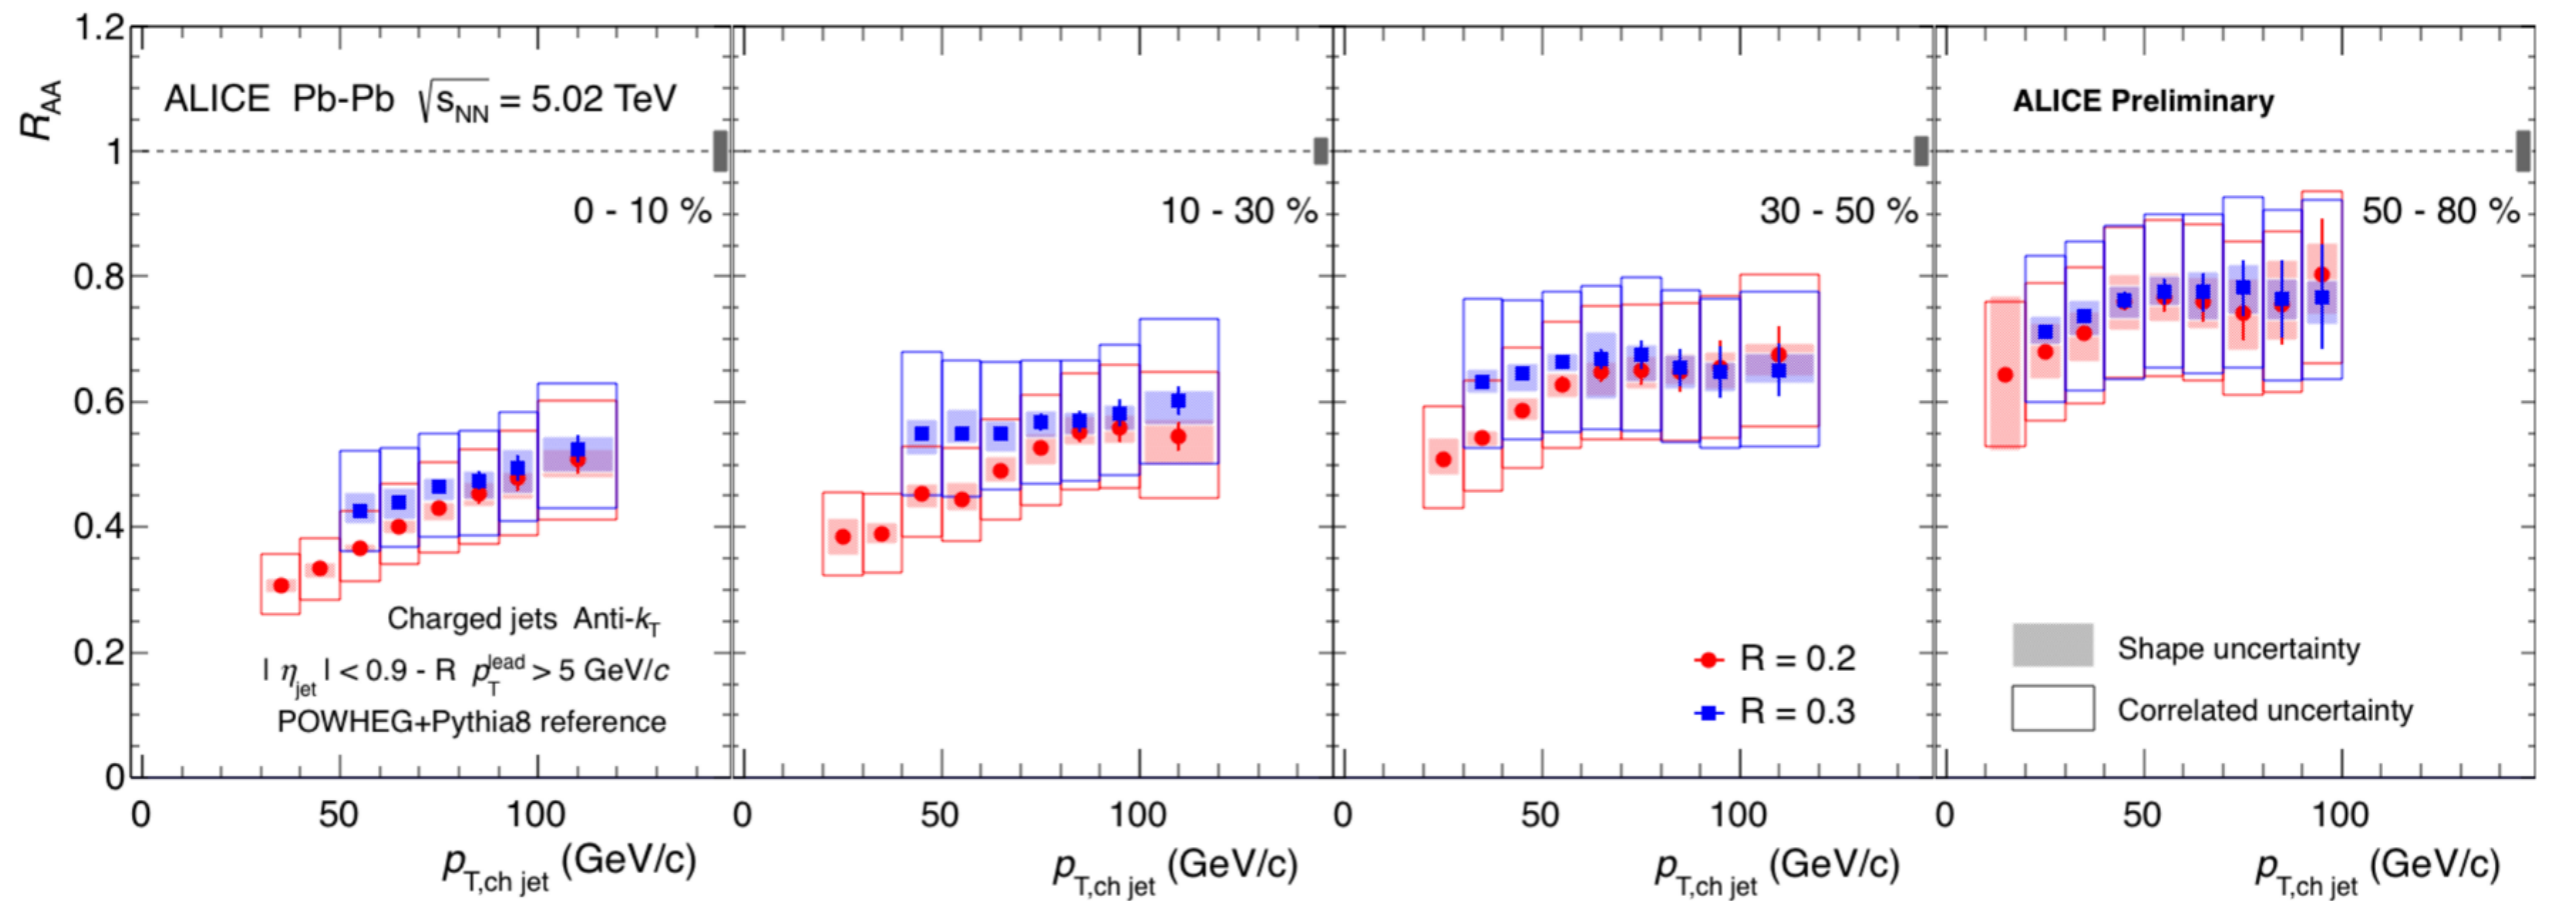 1.2
1
0.8
0.6
0.4
0.2
0
R_AA
ALICE Pb-Pb √s_NN = 5.02 TeV
ALICE Preliminary
0 - 10 %
10 - 30 %
30 - 50 %
50 - 80 %
Charged jets Anti-k_T
| η_jet | < 0.9 - R p_T^lead > 5 GeV/c
POWHEG+Pythia8 reference
R = 0.2
R = 0.3
Shape uncertainty
Correlated uncertainty
0 50 100
0 50 100
0 50 100
0 50 100
p_T,ch jet (GeV/c)
p_T,ch jet (GeV/c)
p_T,ch jet (GeV/c)
p_T,ch jet (GeV/c)